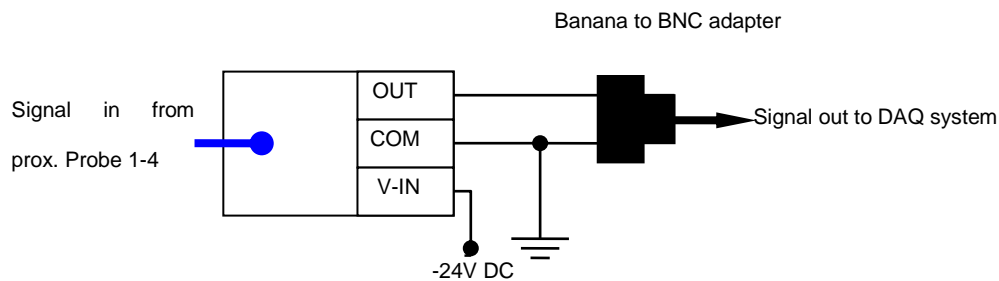 Banana to BNC adapter
OUT
Signal in from
prox. Probe 1-4
COM
Signal out to DAQ system
V-IN
-24V DC